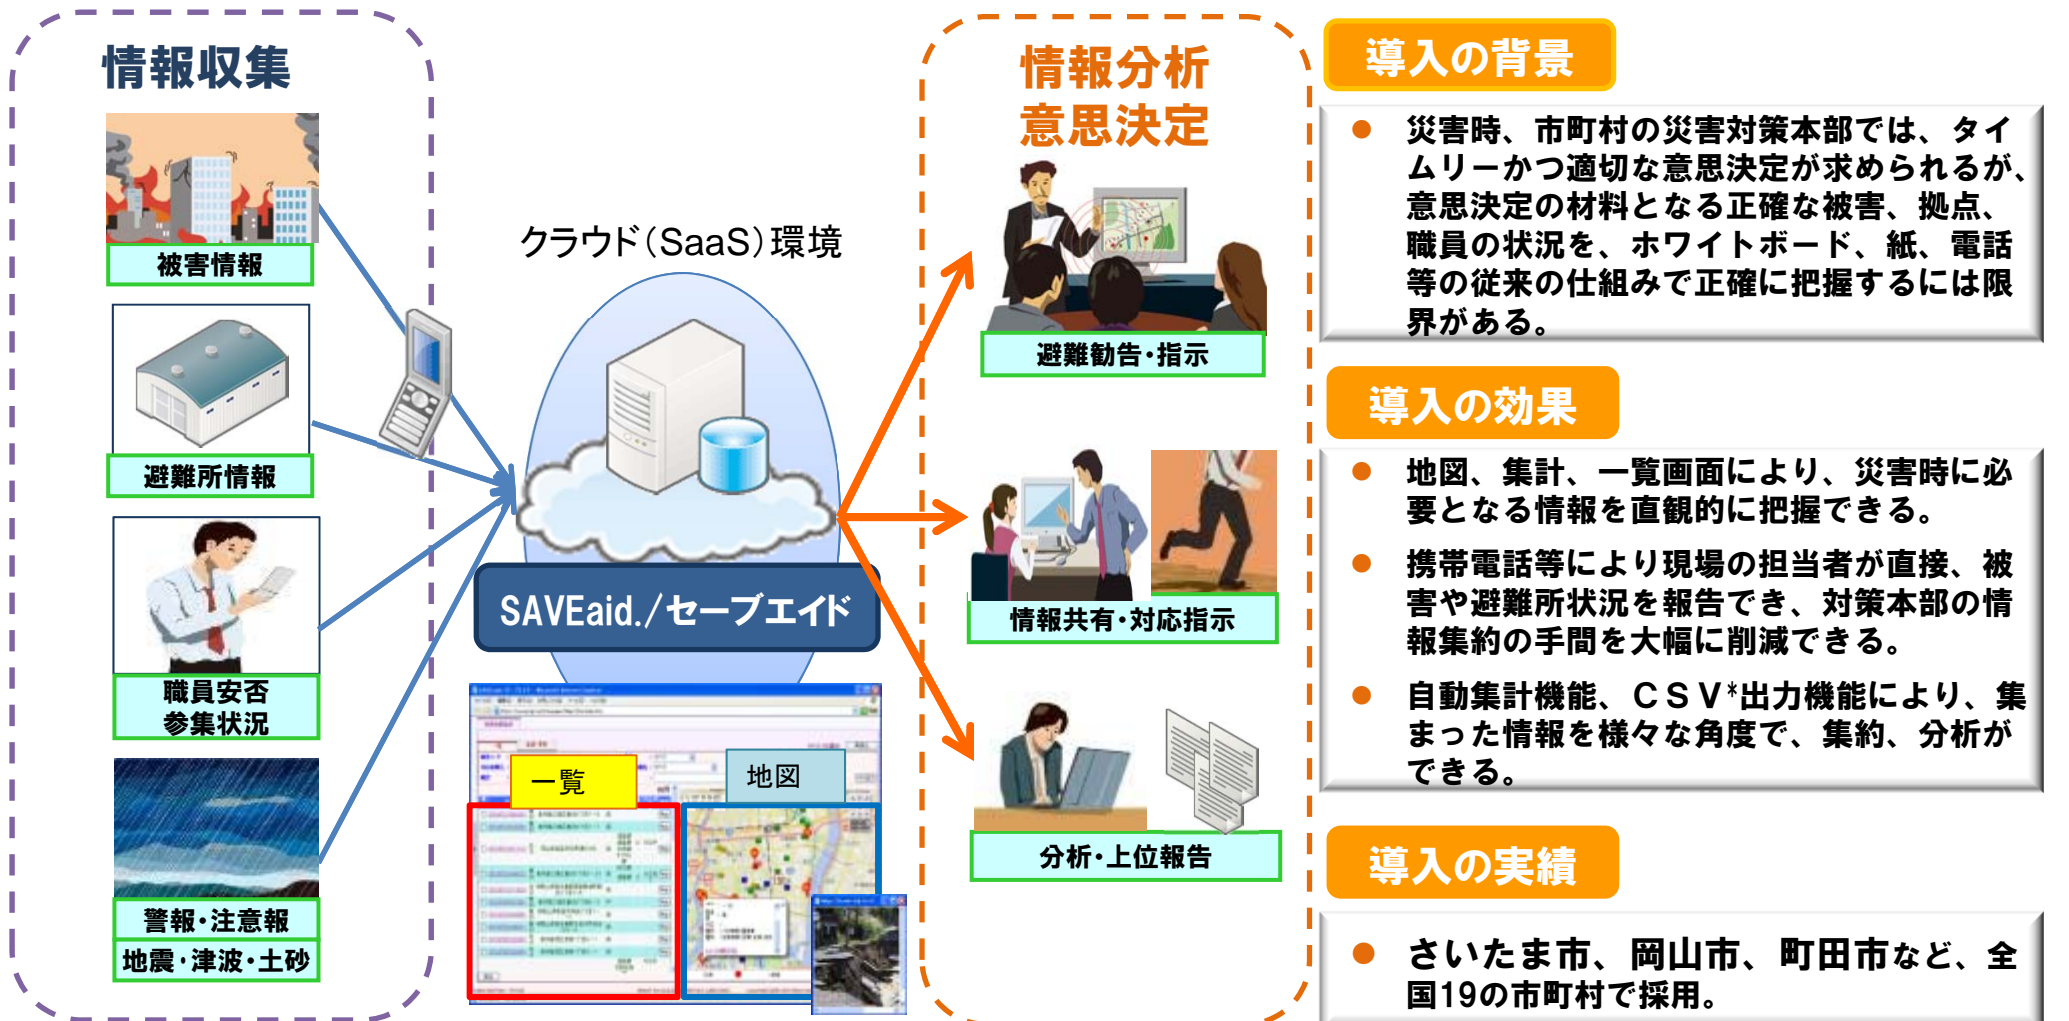 情報収集
被害情報
避難所情報
職員安否
参集状況
警報・注意報
地震・津波・土砂
クラウド(SaaS)環境
SAVEaid./セーブエイド
一覧
地図
情報分析
意思決定
避難勧告・指示
情報共有・対応指示
分析・上位報告
導入の背景
● 災害時、市町村の災害対策本部では、タイ
ムリーかつ適切な意思決定が求められるが、
意思決定の材料となる正確な被害、拠点、
職員の状況を、ホワイトボード、紙、電話
等の従来の仕組みで正確に把握するには限
界がある。
導入の効果
● 地図、集計、一覧画面により、災害時に必
要となる情報を直観的に把握できる。
● 携帯電話等により現場の担当者が直接、被
害や避難所状況を報告でき、対策本部の情
報集約の手間を大幅に削減できる。
● 自動集計機能、ＣＳＶ*出力機能により、集
まった情報を様々な角度で、集約、分析が
できる。
導入の実績
● さいたま市、岡山市、町田市など、全
国19の市町村で採用。